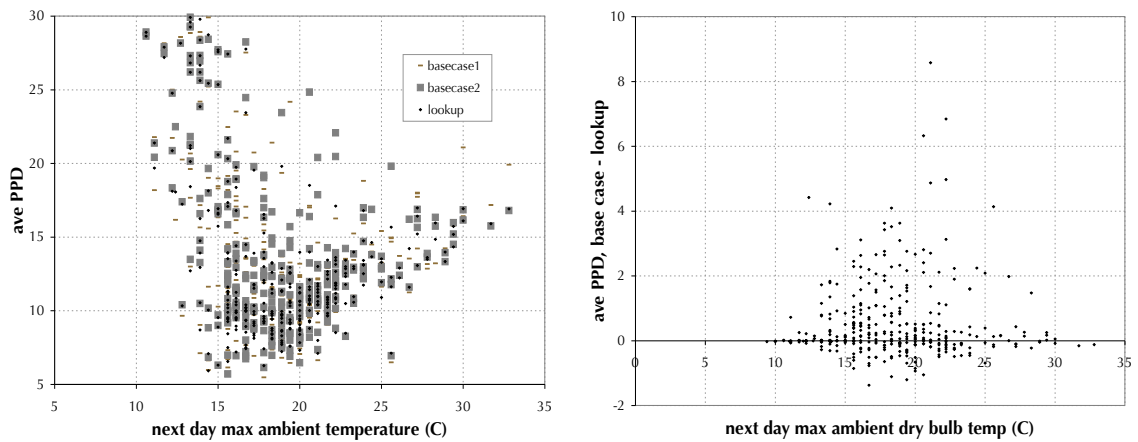 30
25
20
15
10
5
ave PPD
basecase1
basecase2
lookup
5 10 15 20 25 30 35
next day max ambient temperature (C)
10
8
6
4
2
0
-2
ave PPD, base case - lookup
0 5 10 15 20 25 30 35
next day max ambient dry bulb temp (C)